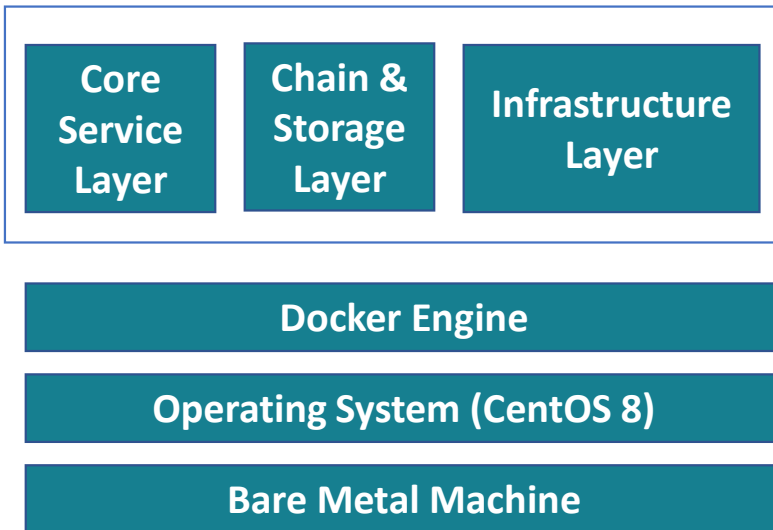 Core
Service
Layer
Chain &
Storage
Layer
Infrastructure
Layer
Docker Engine
Operating System (CentOS 8)
Bare Metal Machine